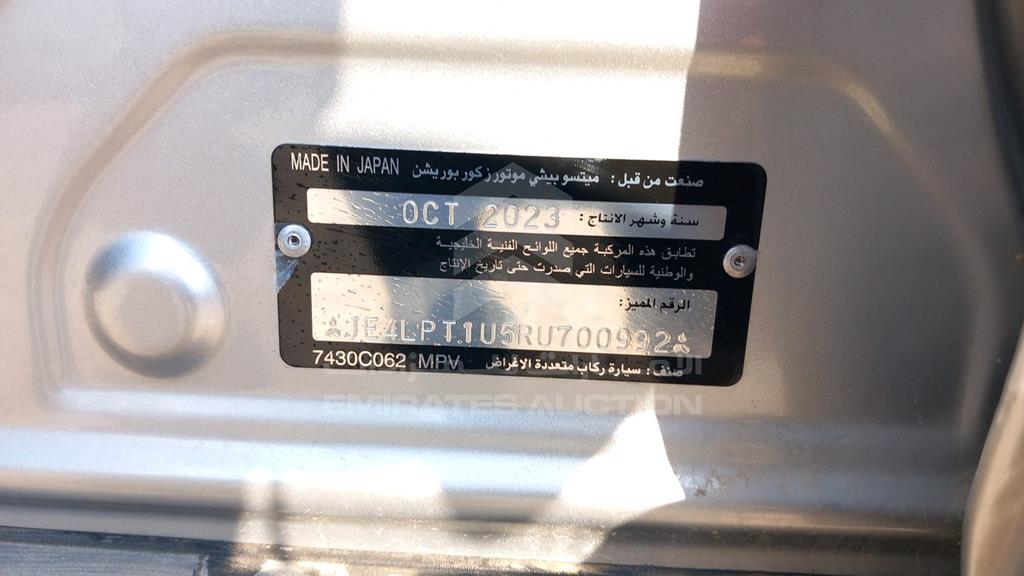 MADE IN JAPAN صنعت من قبل: ميتسوبيشي موتورز كوربوريشن
سنة وشهر الانتاج: OCT 2023
تطابق هذه المركبة جميع اللوائح الفنية الخليجية
والوطنية للسيارات التي صدرت حتى تاريخ الإنتاج
الرقم المميز:
JE4LPT1U5RU700992
صنف: سيارة ركاب متعددة الاغراض 7430C062 MPV
EMIRATES AUCTION